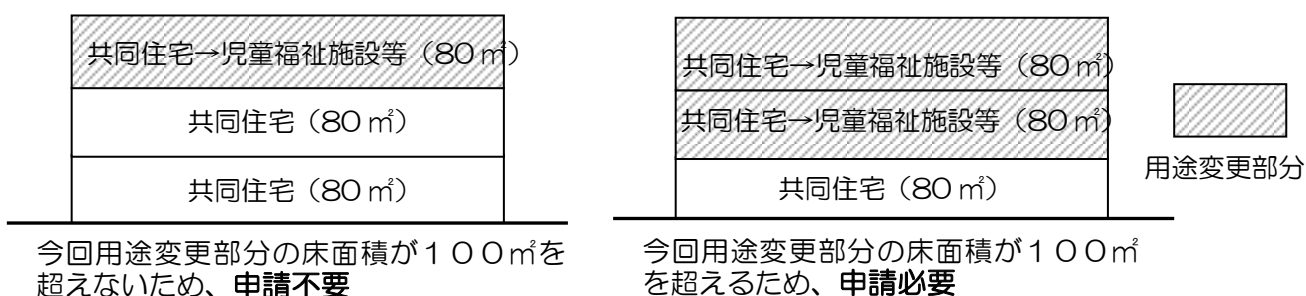 共同住宅→児童福祉施設等（80㎡）
共同住宅（80㎡）
共同住宅（80㎡）
今回用途変更部分の床面積が１００㎡を
超えないため、申請不要
共同住宅→児童福祉施設等（80㎡）
共同住宅→児童福祉施設等（80㎡）
共同住宅（80㎡）
今回用途変更部分の床面積が１００㎡
を超えるため、申請必要
用途変更部分